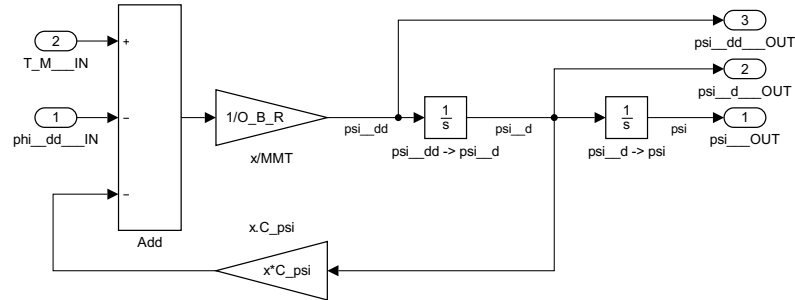 3
psi__dd___OUT
2
T_M___IN
+
2
psi__d___OUT
1
phi__dd___IN
−
1/O_B_R
x/MMT
psi__dd
1
s
psi__dd -> psi__d
psi__d
1
s
psi__d -> psi
psi
1
psi___OUT
−
Add
x.C_psi
x*C_psi